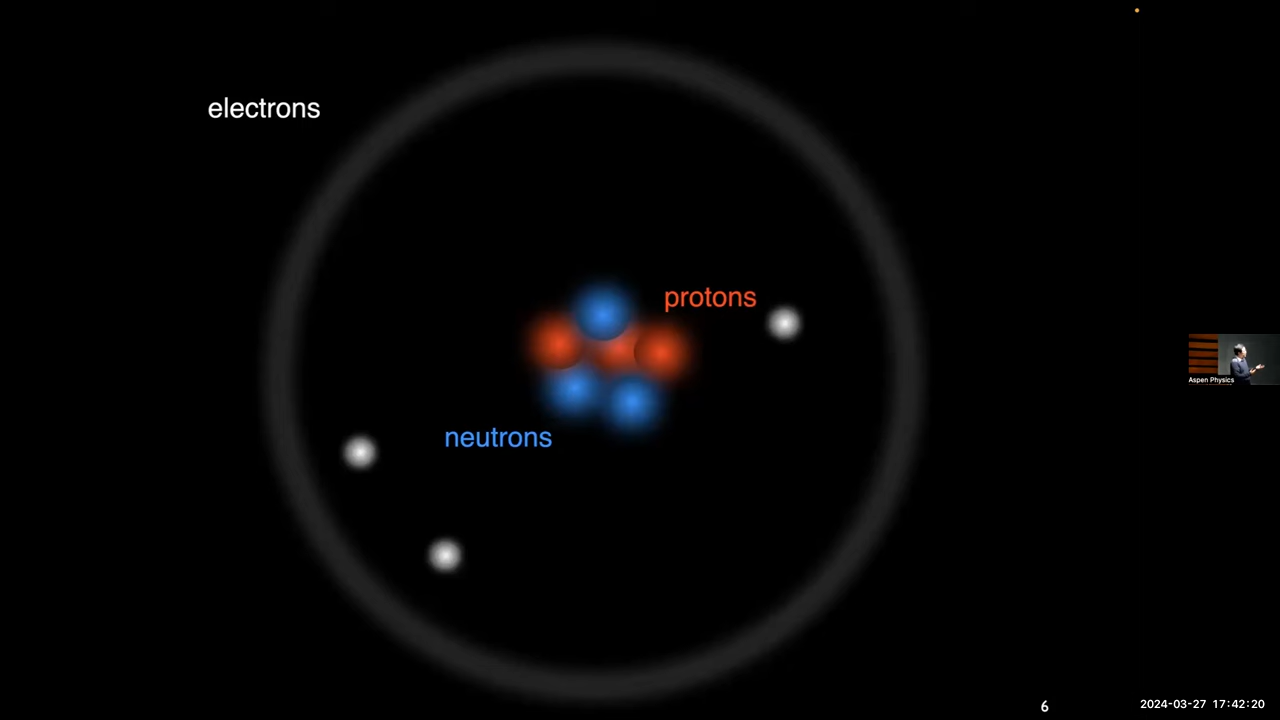 electrons
protons
neutrons
Aspen Physics
6
2024-03-27 17:42:20